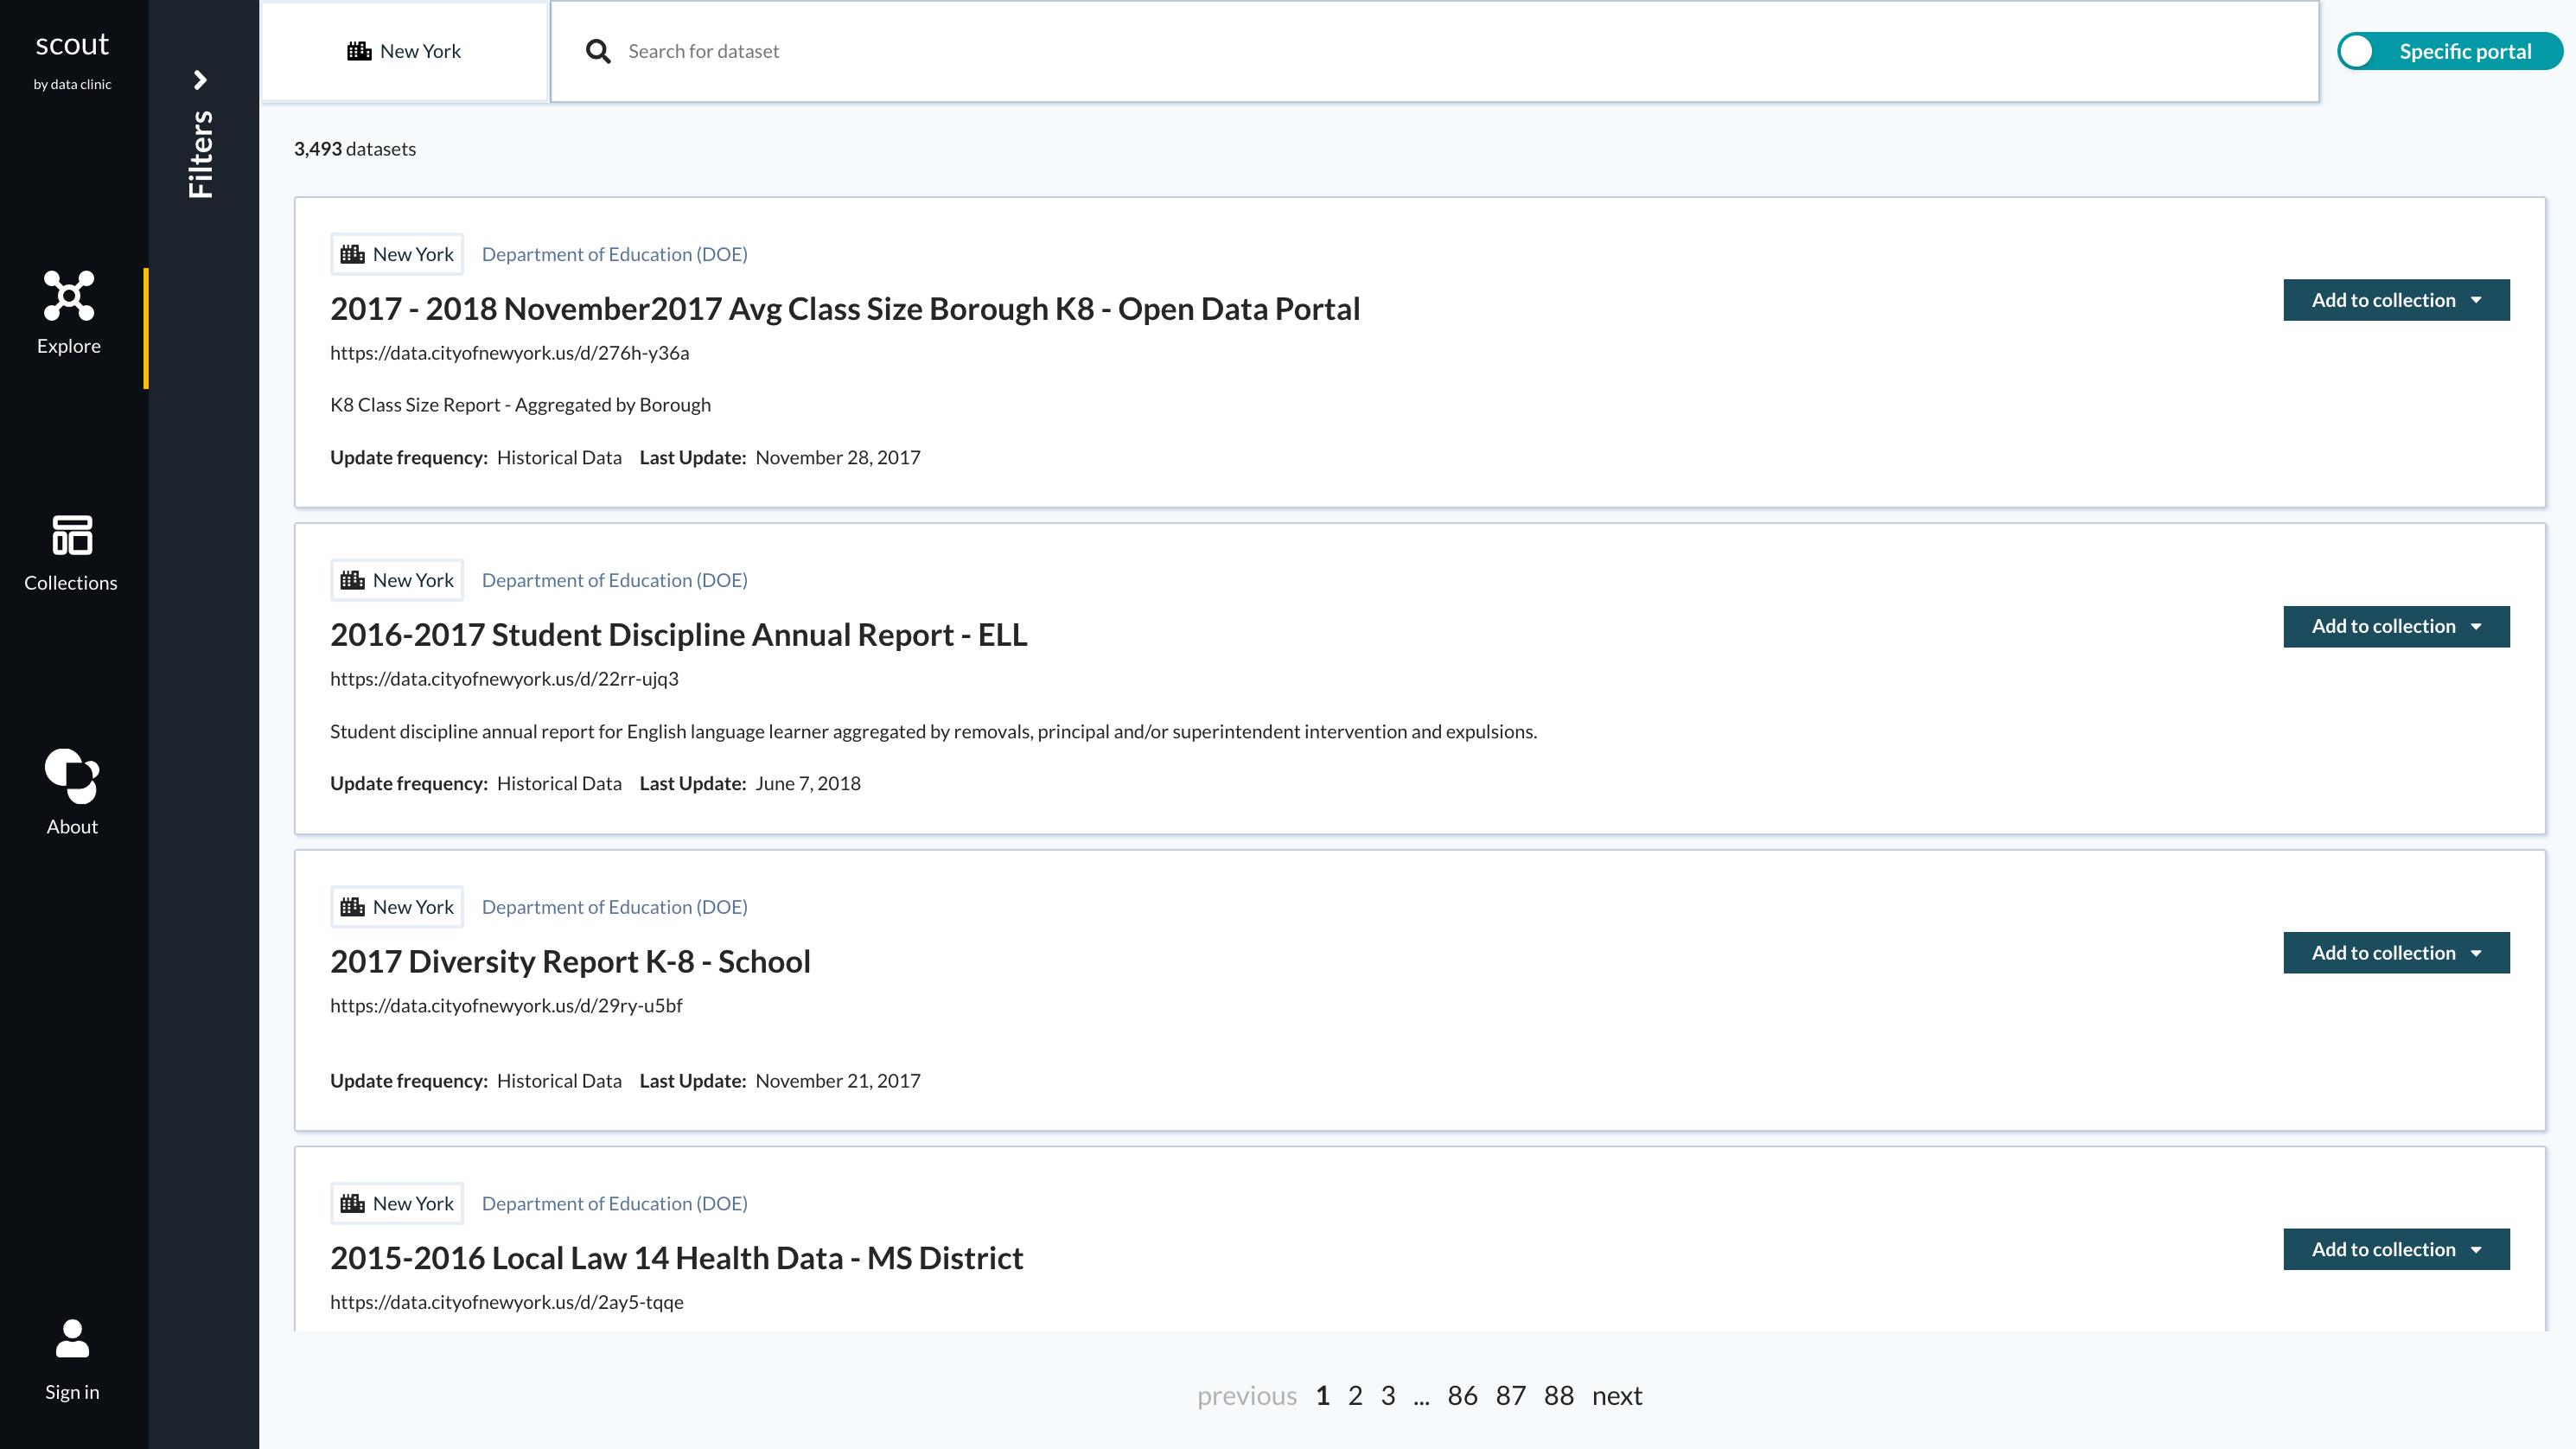 scout
by data clinic
Explore
Collections
About
Sign in
Filters
New York
Search for dataset
Specific portal
3,493 datasets
New York Department of Education (DOE)
2017 - 2018 November2017 Avg Class Size Borough K8 - Open Data Portal
Add to collection
https://data.cityofnewyork.us/d/276h-y36a
K8 Class Size Report - Aggregated by Borough
Update frequency: Historical Data Last Update: November 28, 2017
New York Department of Education (DOE)
2016-2017 Student Discipline Annual Report - ELL
Add to collection
https://data.cityofnewyork.us/d/22rr-ujq3
Student discipline annual report for English language learner aggregated by removals, principal and/or superintendent intervention and expulsions.
Update frequency: Historical Data Last Update: June 7, 2018
New York Department of Education (DOE)
2017 Diversity Report K-8 - School
Add to collection
https://data.cityofnewyork.us/d/29ry-u5bf
Update frequency: Historical Data Last Update: November 21, 2017
New York Department of Education (DOE)
2015-2016 Local Law 14 Health Data - MS District
Add to collection
https://data.cityofnewyork.us/d/2ay5-tqqe
previous 1 2 3 ... 86 87 88 next